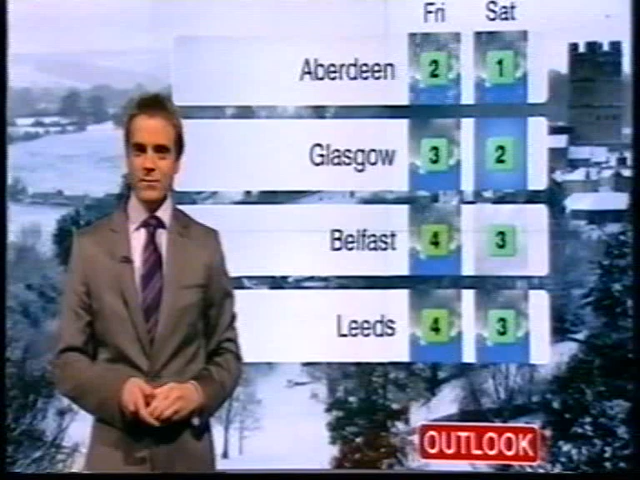 Fri Sat
Aberdeen 2 1
Glasgow 3 2
Belfast 4 3
Leeds 4 3
OUTLOOK